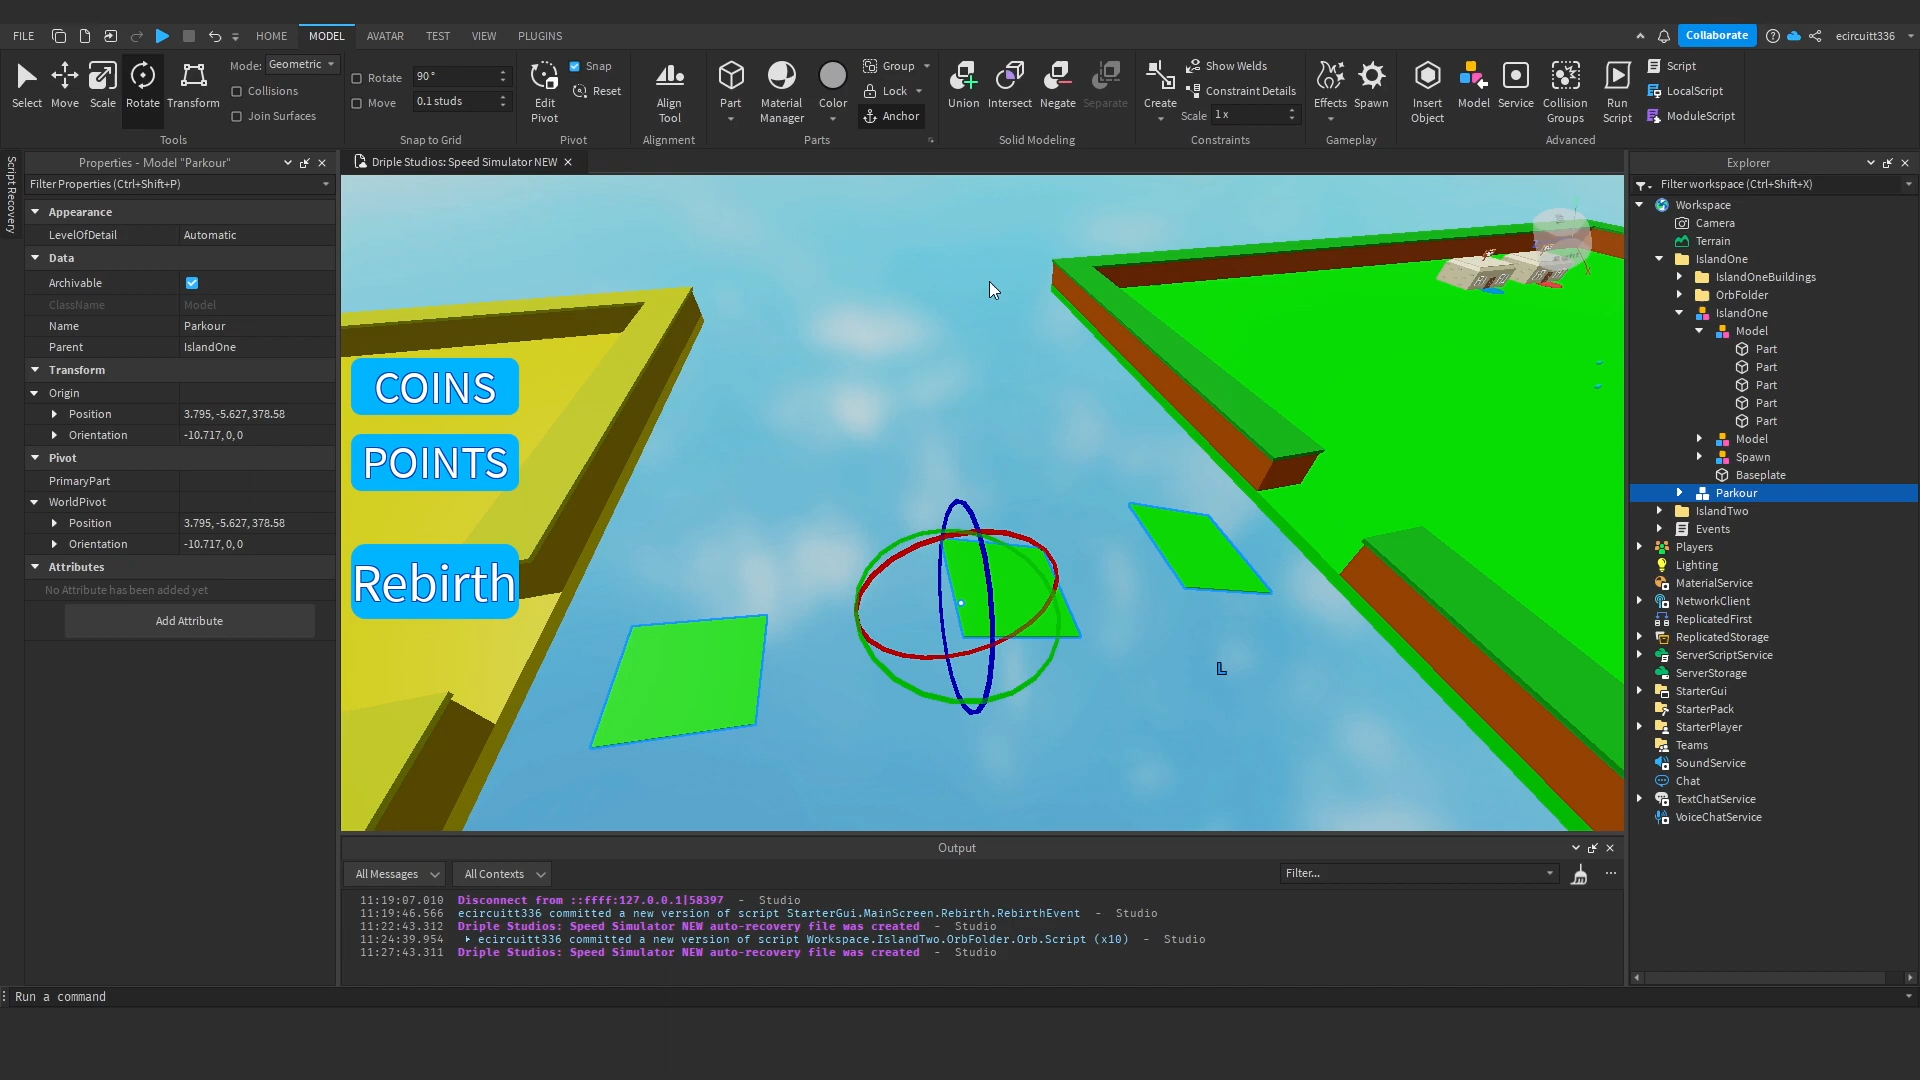 FILE
HOME
MODEL
AVATAR
TEST
VIEW
PLUGINS
Collaborate
ecircuitt336
Select
Move
Scale
Rotate
Transform
Mode:
Geometric
Collisions
Join Surfaces
Tools
Rotate
90°
Move
0.1 studs
Snap to Grid
Edit
Pivot
Snap
Reset
Pivot
Align
Tool
Alignment
Part
Material
Manager
Color
Group
Lock
Anchor
Parts
Union
Intersect
Negate
Separate
Solid Modeling
Create
Show Welds
Constraint Details
Scale
1 x
Constraints
Effects
Spawn
Gameplay
Insert
Object
Model
Service
Collision
Groups
Run
Script
Script
LocalScript
ModuleScript
Advanced
Script Recovery
Properties - Model "Parkour"
Filter Properties (Ctrl+Shift+P)
Appearance
LevelOfDetail Automatic
Data
Archivable
ClassName Model
Name Parkour
Parent IslandOne
Transform
Origin
Position 3.795, -5.627, 378.58
Orientation -10.717, 0, 0
Pivot
PrimaryPart
WorldPivot
Position 3.795, -5.627, 378.58
Orientation -10.717, 0, 0
Attributes
No Attribute has been added yet
Add Attribute
Driple Studios: Speed Simulator NEW
COINS
POINTS
Rebirth
L
Output
All Messages
All Contexts
Filter...
11:19:07.010 Disconnect from ::ffff:127.0.0.1|58397 - Studio
11:19:46.566 ecircuitt336 committed a new version of script StarterGui.MainScreen.Rebirth.RebirthEvent - Studio
11:22:43.312 Driple Studios: Speed Simulator NEW auto-recovery file was created - Studio
11:24:39.954 ecircuitt336 committed a new version of script Workspace.IslandTwo.OrbFolder.Orb.Script (x10) - Studio
11:27:43.311 Driple Studios: Speed Simulator NEW auto-recovery file was created - Studio
Run a command
Explorer
Filter workspace (Ctrl+Shift+X)
Workspace
Camera
Terrain
IslandOne
IslandOneBuildings
OrbFolder
IslandOne
Model
Part
Part
Part
Part
Part
Model
Spawn
Baseplate
Parkour
IslandTwo
Events
Players
Lighting
MaterialService
NetworkClient
ReplicatedFirst
ReplicatedStorage
ServerScriptService
ServerStorage
StarterGui
StarterPack
StarterPlayer
Teams
SoundService
Chat
TextChatService
VoiceChatService